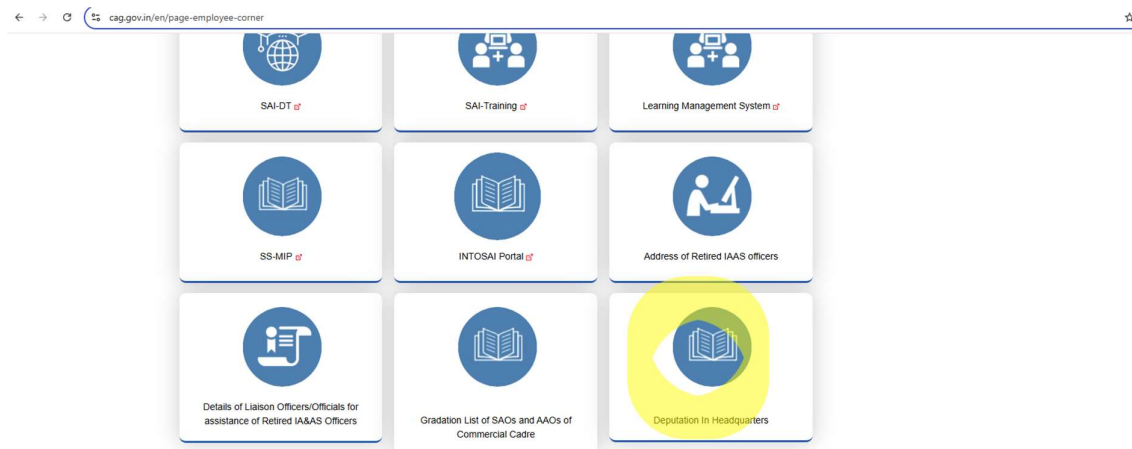 cag.gov.in/en/page-employee-corner
SAI-DT
SAI-Training
Learning Management System
SS-MIP
INTOSAI Portal
Address of Retired IAAS officers
Details of Liaison Officers/Officials for
assistance of Retired IA&AS Officers
Gradation List of SAOs and AAOs of
Commercial Cadre
Deputation In Headquarters